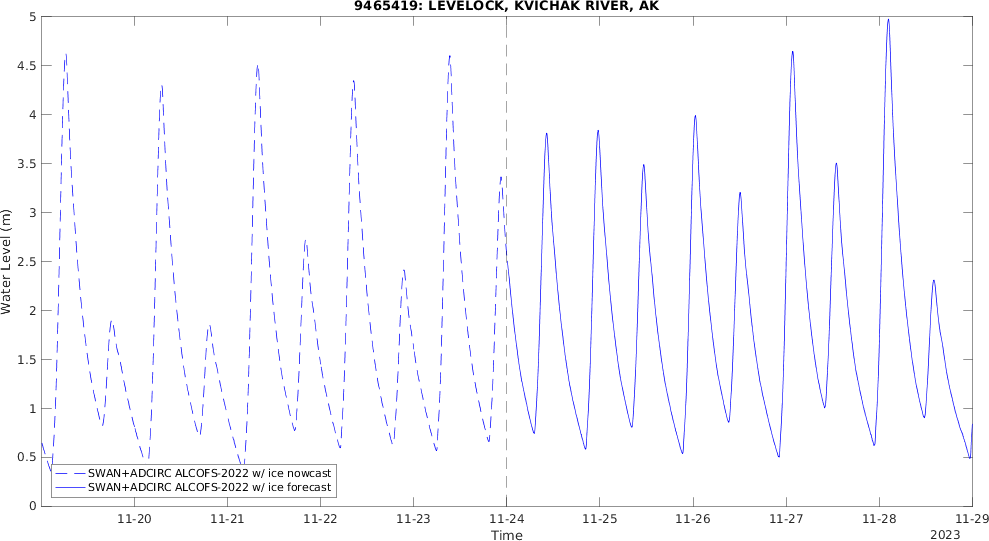 9465419: LEVELOCK, KVICHAK RIVER, AK
5
4.5
4
3.5
3
2.5
2
1.5
1
0.5
0
Water Level (m)
SWAN+ADCIRC ALCOFS-2022 w/ ice nowcast
SWAN+ADCIRC ALCOFS-2022 w/ ice forecast
11-20 11-21 11-22 11-23 11-24 11-25 11-26 11-27 11-28 11-29
Time
2023